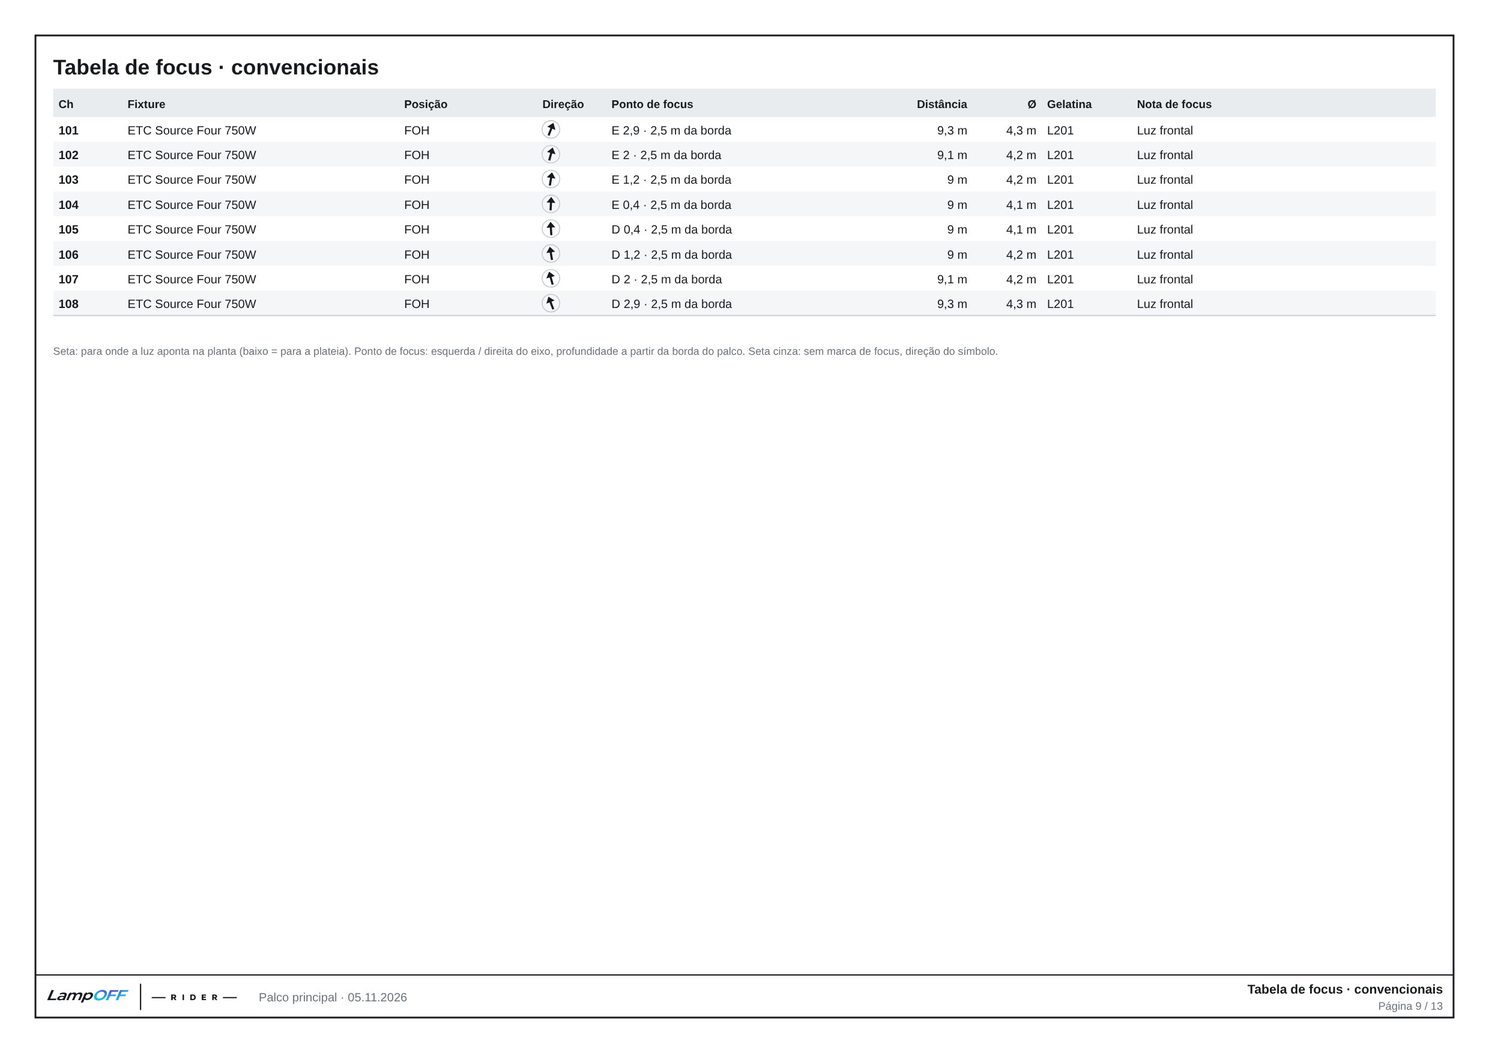 Tabela de focus · convencionais
Ch Fixture Posição Direção Ponto de focus Distância Ø Gelatina Nota de focus
101 ETC Source Four 750W FOH E 2,9 · 2,5 m da borda 9,3 m 4,3 m L201 Luz frontal
102 ETC Source Four 750W FOH E 2 · 2,5 m da borda 9,1 m 4,2 m L201 Luz frontal
103 ETC Source Four 750W FOH E 1,2 · 2,5 m da borda 9 m 4,2 m L201 Luz frontal
104 ETC Source Four 750W FOH E 0,4 · 2,5 m da borda 9 m 4,1 m L201 Luz frontal
105 ETC Source Four 750W FOH D 0,4 · 2,5 m da borda 9 m 4,1 m L201 Luz frontal
106 ETC Source Four 750W FOH D 1,2 · 2,5 m da borda 9 m 4,2 m L201 Luz frontal
107 ETC Source Four 750W FOH D 2 · 2,5 m da borda 9,1 m 4,2 m L201 Luz frontal
108 ETC Source Four 750W FOH D 2,9 · 2,5 m da borda 9,3 m 4,3 m L201 Luz frontal
Seta: para onde a luz aponta na planta (baixo = para a plateia). Ponto de focus: esquerda / direita do eixo, profundidade a partir da borda do palco. Seta cinza: sem marca de focus, direção do símbolo.
LampOFF RIDER Palco principal · 05.11.2026
Tabela de focus · convencionais
Página 9 / 13